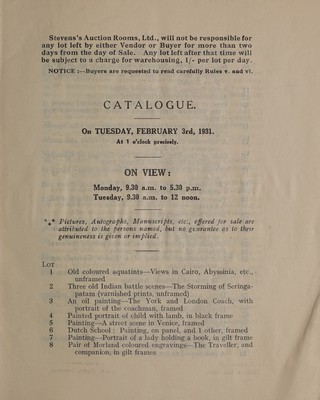 Stevens's Auction Rooms, Ltd., will not be responsible for
any lot left by either Vendor or Buyer for more than two
days from the day of Sale. Any lot left after that time will
be subject to a charge for warehousing, 1/- per lot per day.
NOTICE :—Buyers are requested to read carefully Rules v. and vi.
CATALOGUE.
On TUESDAY, FEBRUARY 3rd, 1931.
At 1 o'clock precisely.
ON VIEW :
Monday, 9.30 a.m. to 5.30 p.m.
Tuesday, 9.30 a.m. to 12 noon.
*⁎* Pictures, Autographs, Manuscripts, etc., offered for sale are
attributed to the persons named, but no guarantee as to their
genuineness is given or implied.
Lot
1 Old coloured aquatints—Views in Cairo, Abyssinia, etc.,
unframed
2 Three old Indian battle scenes—The Storming of Seringa-
patam (varnished prints, unframed)
3 An oil painting—The York and London Coach, with
portrait of the coachman, framed
4 Painted portrait of child with lamb, in black frame
5 Painting—A street scene in Venice, framed
6 Dutch School : Painting, on panel, and 1 other, framed
7 Painting—Portrait of a lady holding a book, in gilt frame
8 Pair of Morland coloured engravings—The Traveller, and
companion, in gilt frames